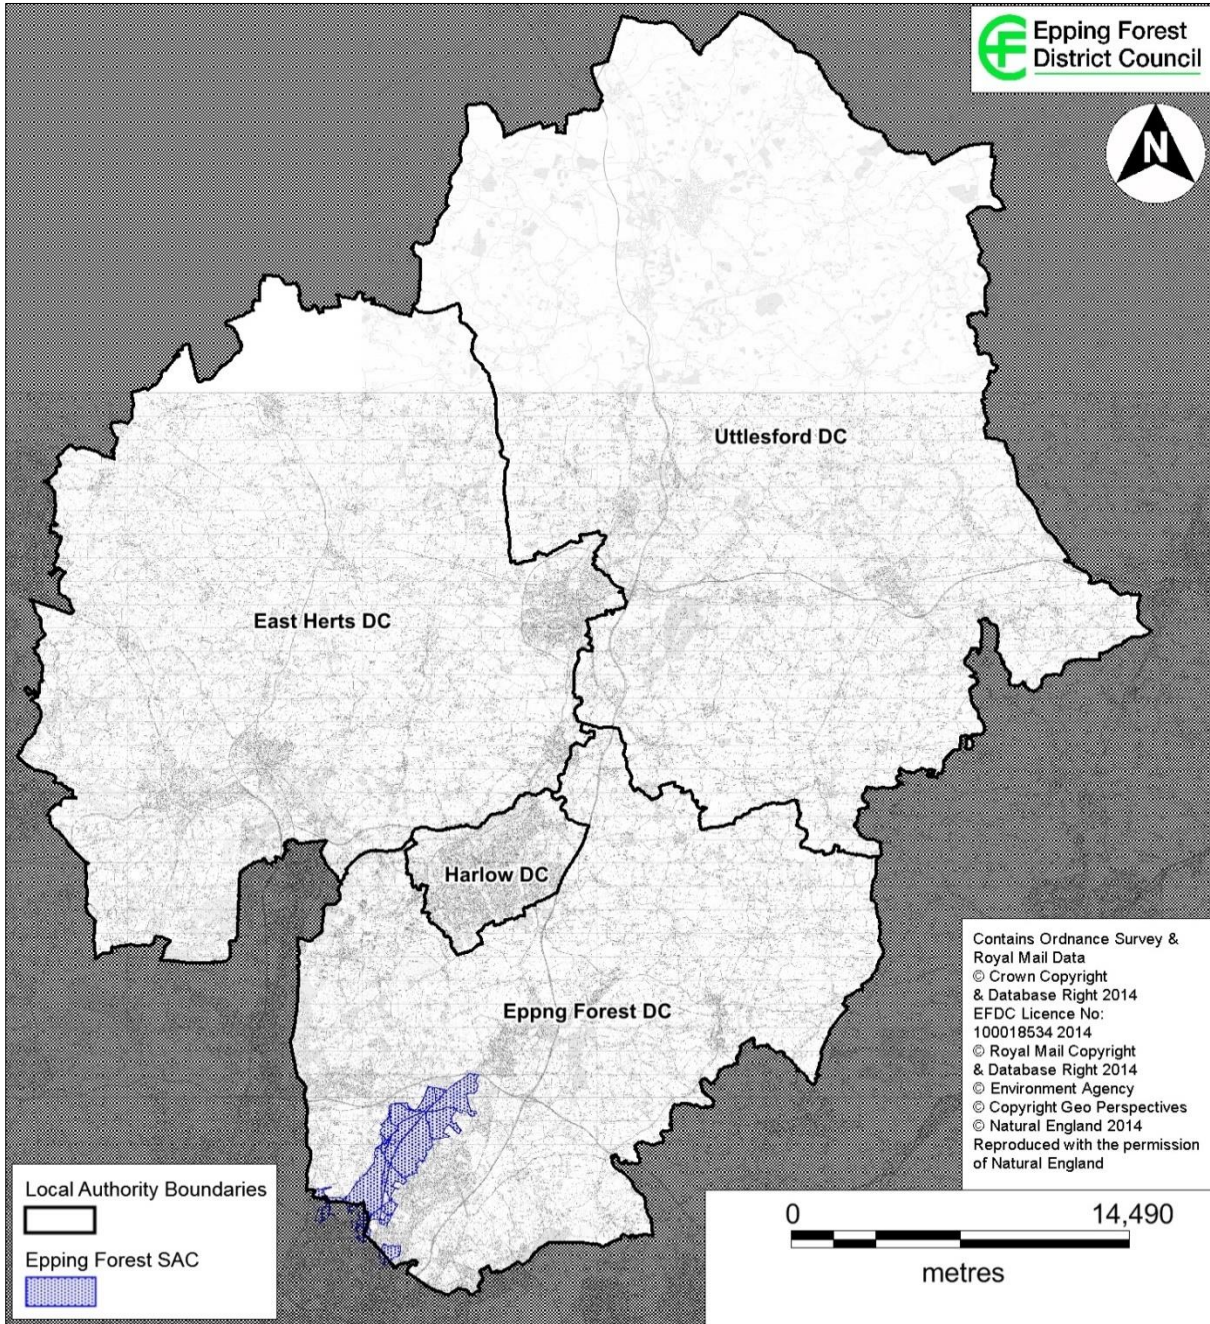 Epping Forest
District Council
N
Uttlesford DC
East Herts DC
Harlow DC
Eppng Forest DC
Contains Ordnance Survey &
Royal Mail Data
© Crown Copyright
& Database Right 2014
EFDC Licence No:
100018534 2014
© Royal Mail Copyright
& Database Right 2014
© Environment Agency
© Copyright Geo Perspectives
© Natural England 2014
Reproduced with the permission
of Natural England
Local Authority Boundaries
Epping Forest SAC
0 14,490
metres